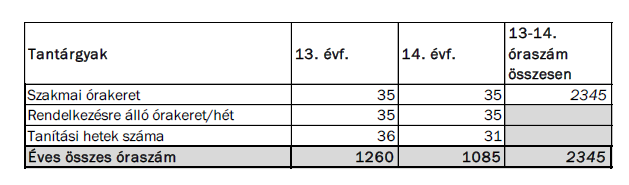 Tantárgyak 13. évf. 14. évf. 13-14. óraszám összesen
Szakmai órakeret 35 35 2345
Rendelkezésre álló órakeret/hét 35 35
Tanítási hetek száma 36 31
Éves összes óraszám 1260 1085 2345